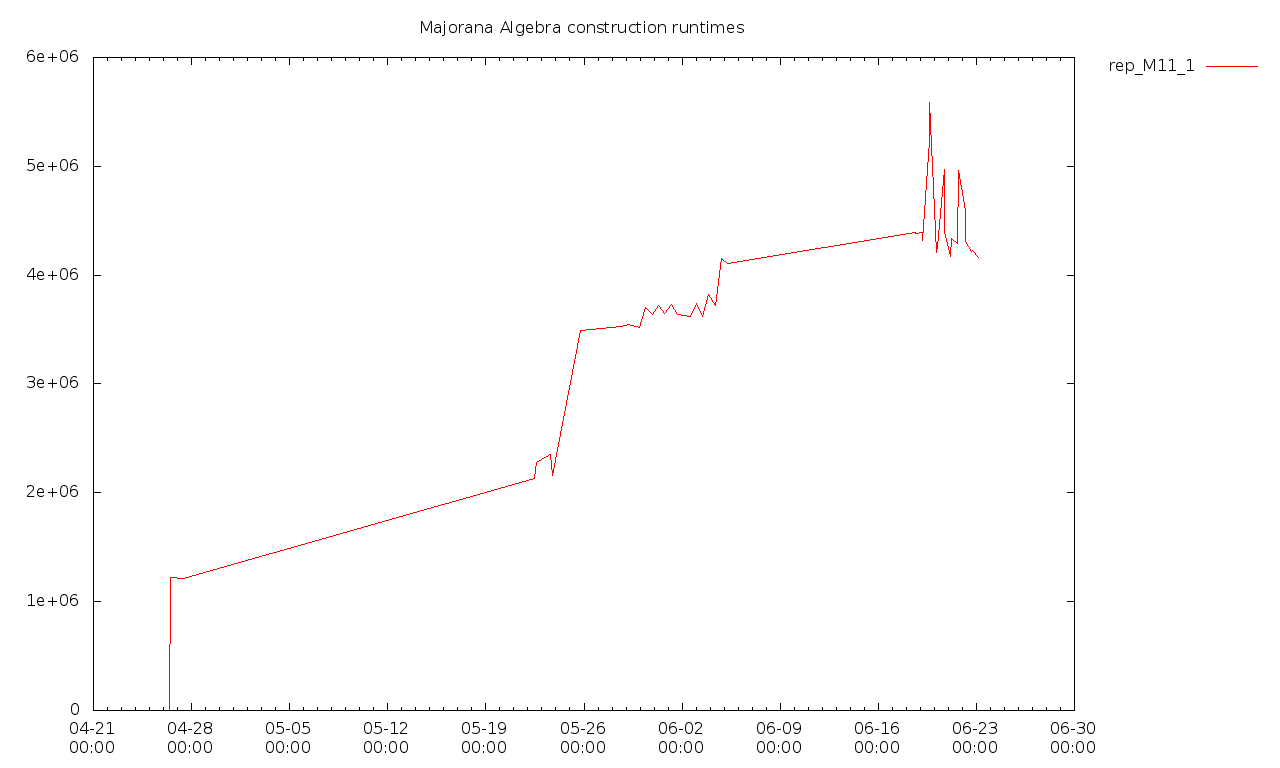 Majorana Algebra construction runtimes
6e+06
rep_M11_1
5e+06
4e+06
3e+06
2e+06
1e+06
0
04-21 04-28 05-05 05-12 05-19 05-26 06-02 06-09 06-16 06-23 06-30
00:00 00:00 00:00 00:00 00:00 00:00 00:00 00:00 00:00 00:00 00:00